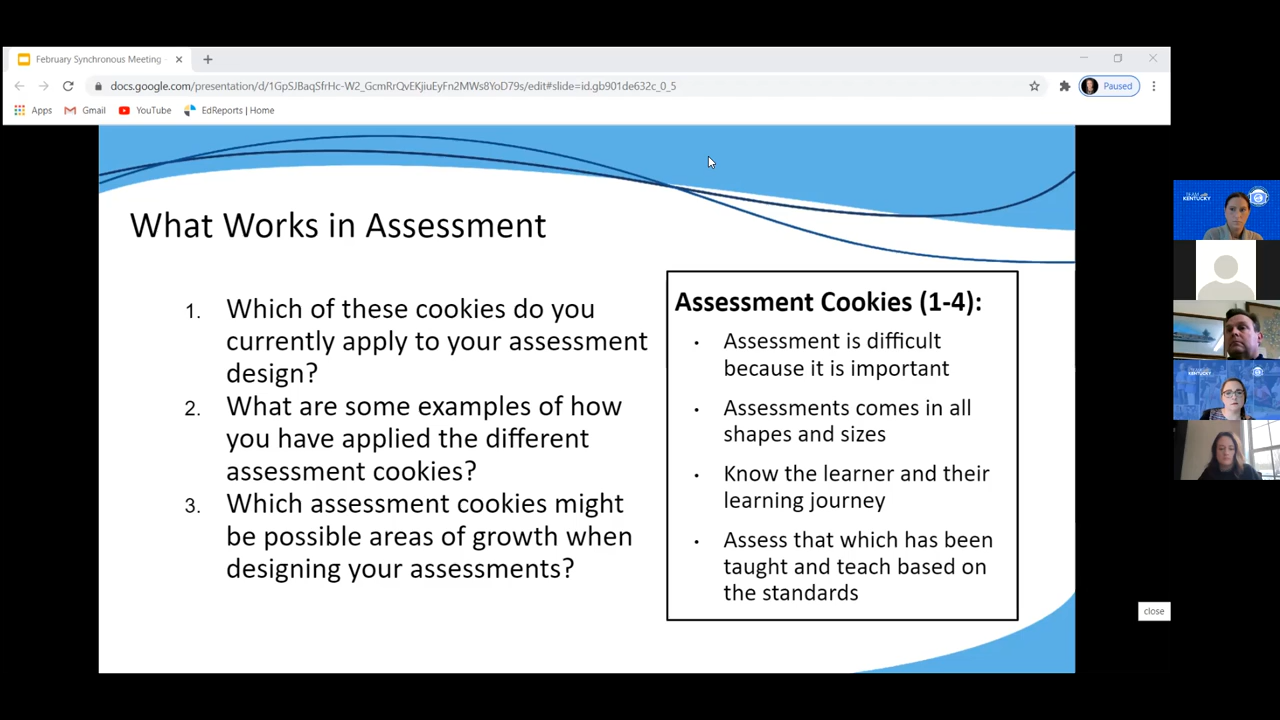 February Synchronous Meeting
docs.google.com/presentation/d/1GpSJBaqSfrHc-W2_GcmRrQvEKjiuEyFn2MWs8YoD79s/edit#slide=id.gb901de632c_0_5
Paused
Apps
Gmail
YouTube
EdReports | Home
What Works in Assessment
1. Which of these cookies do you
currently apply to your assessment
design?
2. What are some examples of how
you have applied the different
assessment cookies?
3. Which assessment cookies might
be possible areas of growth when
designing your assessments?
Assessment Cookies (1-4):
• Assessment is difficult
because it is important
• Assessments comes in all
shapes and sizes
• Know the learner and their
learning journey
• Assess that which has been
taught and teach based on
the standards
TEAM
KENTUCKY
KENTUCKY
close